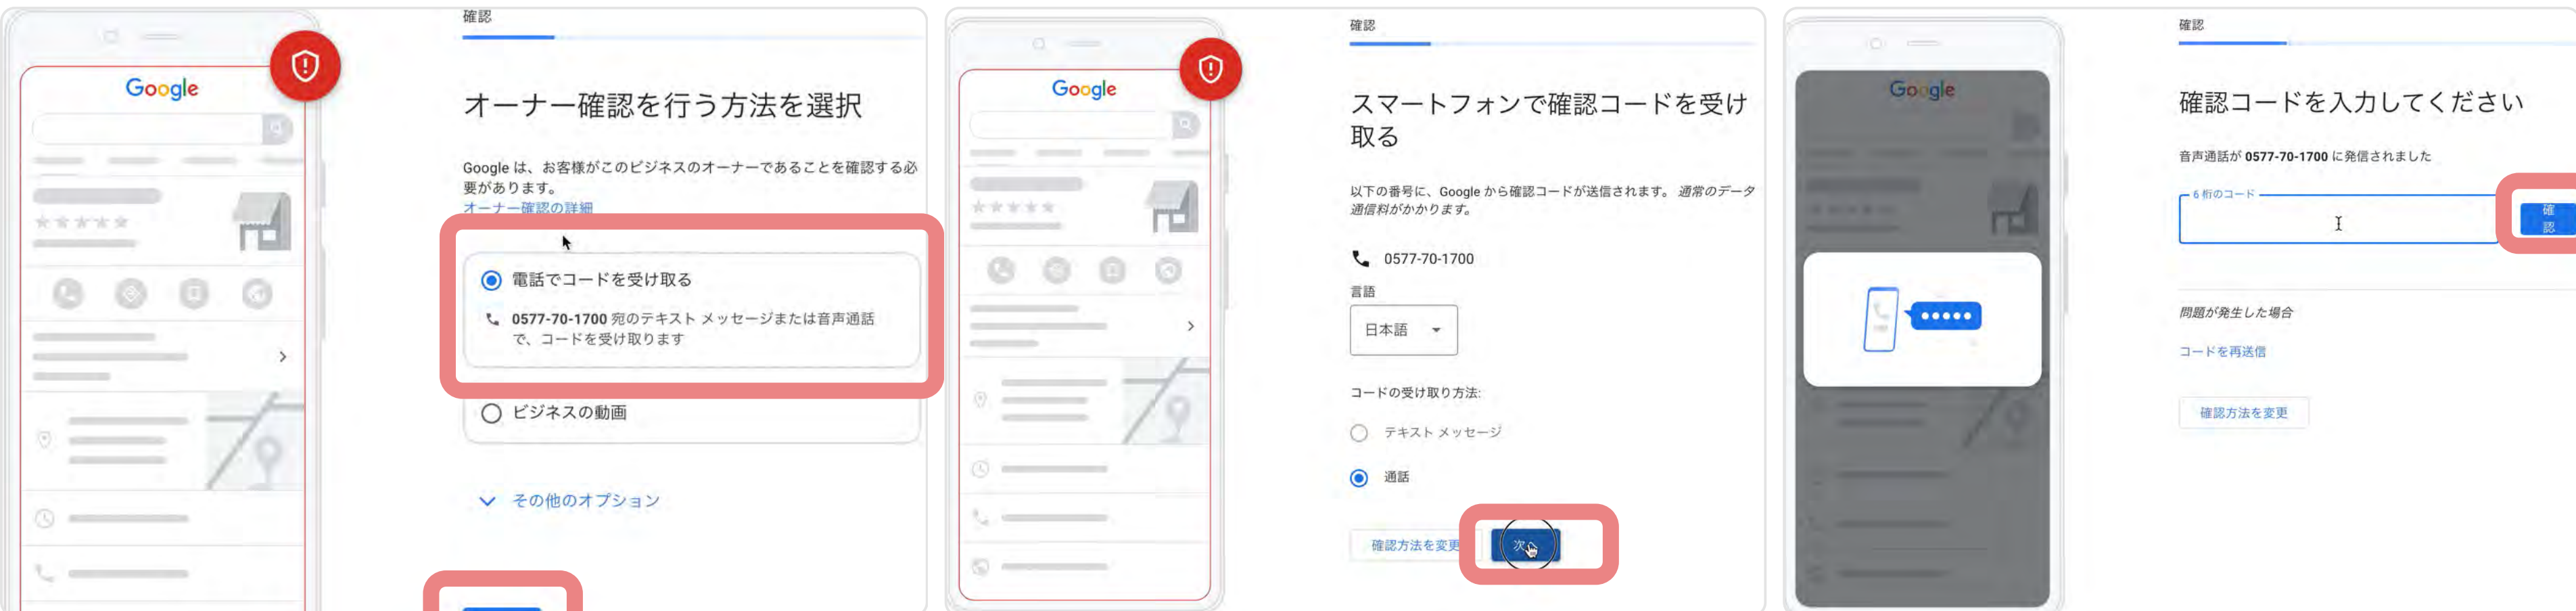 Google
確認
オーナー確認を行う方法を選択
Google は、お客様がこのビジネスのオーナーであることを確認する必
要があります。
オーナー確認の詳細
電話でコードを受け取る
0577-70-1700 宛のテキスト メッセージまたは音声通話
で、コードを受け取ります
ビジネスの動画
その他のオプション
Google
確認
スマートフォンで確認コードを受け
取る
以下の番号に、Google から確認コードが送信されます。 通常のデータ
通信料がかかります。
0577-70-1700
言語
日本語
コードの受け取り方法:
テキスト メッセージ
通話
確認方法を変更
次へ
Google
確認
確認コードを入力してください
音声通話が 0577-70-1700 に発信されました
6 桁のコード
確
認
問題が発生した場合
コードを再送信
確認方法を変更